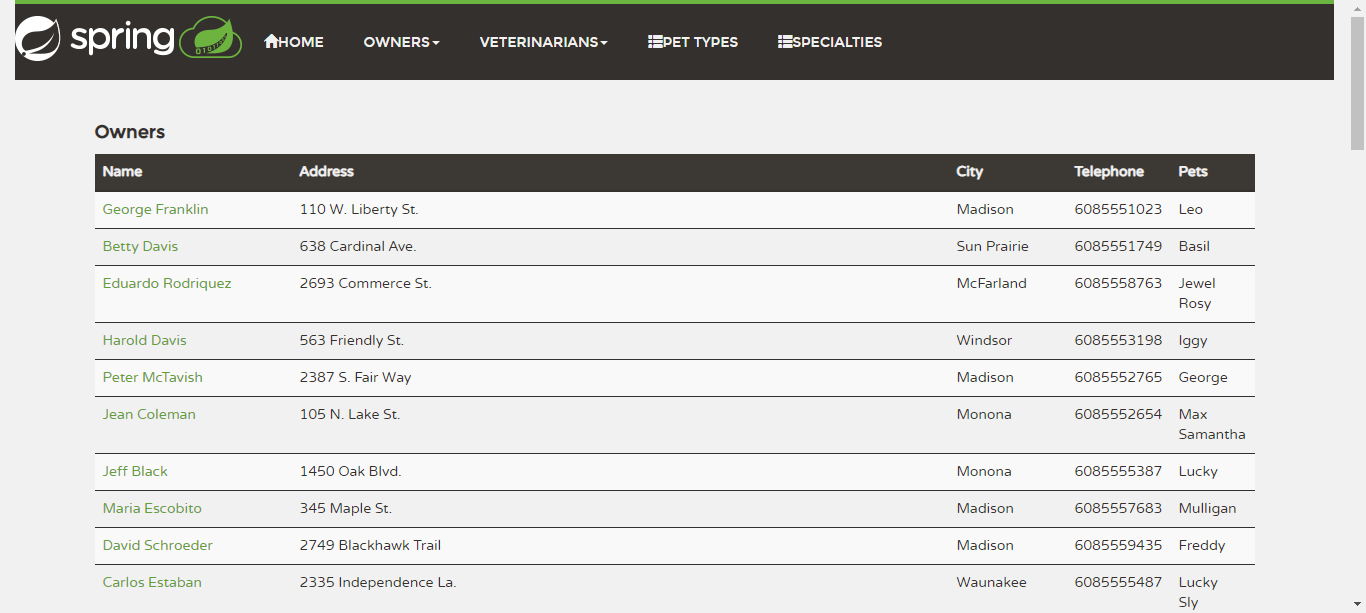 spring HOME OWNERS VETERINARIANS PET TYPES SPECIALTIES
Owners
Name Address City Telephone Pets
George Franklin 110 W. Liberty St. Madison 6085551023 Leo
Betty Davis 638 Cardinal Ave. Sun Prairie 6085551749 Basil
Eduardo Rodriquez 2693 Commerce St. McFarland 6085558763 Jewel
Rosy
Harold Davis 563 Friendly St. Windsor 6085553198 Iggy
Peter McTavish 2387 S. Fair Way Madison 6085552765 George
Jean Coleman 105 N. Lake St. Monona 6085552654 Max
Samantha
Jeff Black 1450 Oak Blvd. Monona 6085555387 Lucky
Maria Escobito 345 Maple St. Madison 6085557683 Mulligan
David Schroeder 2749 Blackhawk Trail Madison 6085559435 Freddy
Carlos Estaban 2335 Independence La. Waunakee 6085555487 Lucky
Sly